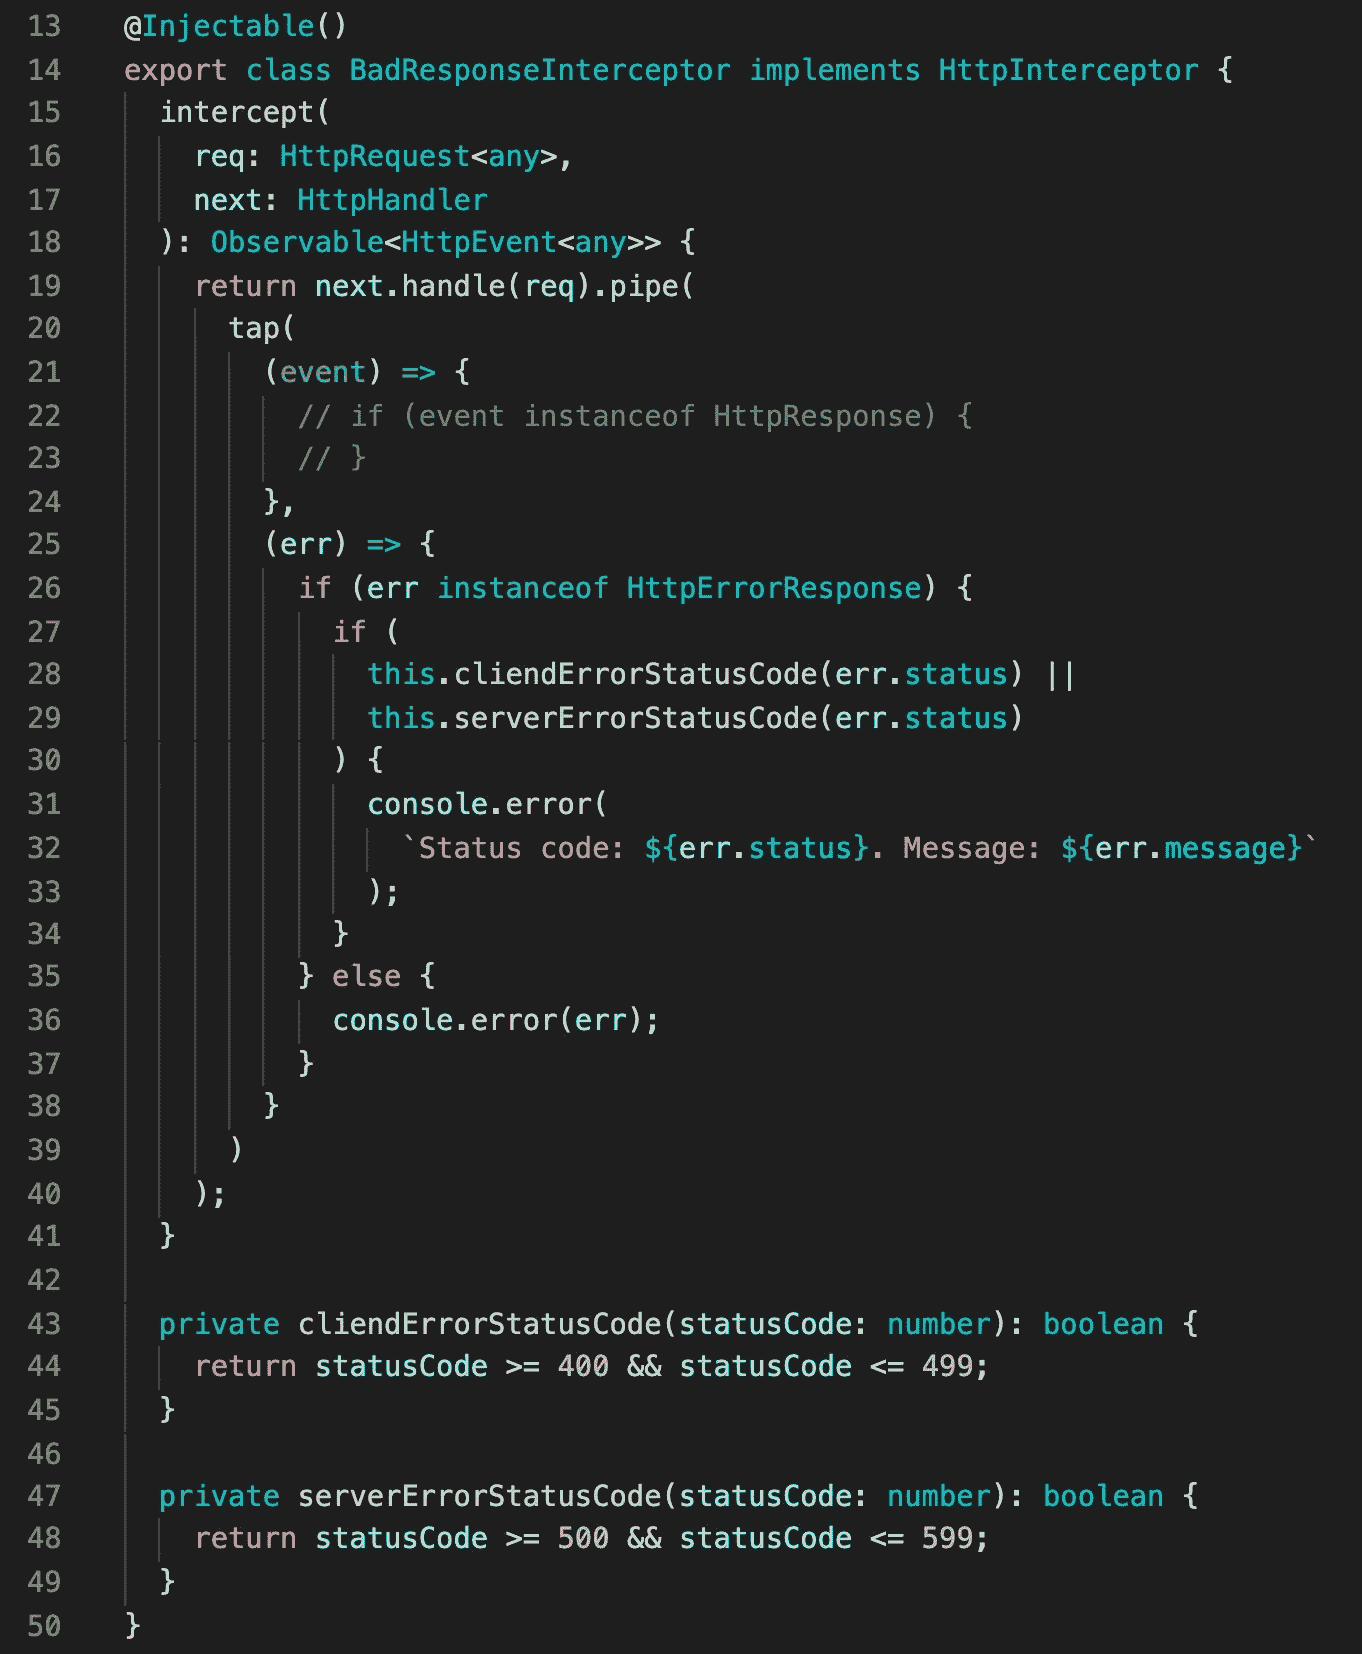 13 @Injectable()
14 export class BadResponseInterceptor implements HttpInterceptor {
15 intercept(
16 req: HttpRequest<any>,
17 next: HttpHandler
18 ): Observable<HttpEvent<any>> {
19 return next.handle(req).pipe(
20 tap(
21 (event) => {
22 // if (event instanceof HttpResponse) {
23 // }
24 },
25 (err) => {
26 if (err instanceof HttpErrorResponse) {
27 if (
28 this.cliendErrorStatusCode(err.status) ||
29 this.serverErrorStatusCode(err.status)
30 ) {
31 console.error(
32 `Status code: ${err.status}. Message: ${err.message}`
33 );
34 }
35 } else {
36 console.error(err);
37 }
38 }
39 )
40 );
41 }
42
43 private cliendErrorStatusCode(statusCode: number): boolean {
44 return statusCode >= 400 && statusCode <= 499;
45 }
46
47 private serverErrorStatusCode(statusCode: number): boolean {
48 return statusCode >= 500 && statusCode <= 599;
49 }
50 }